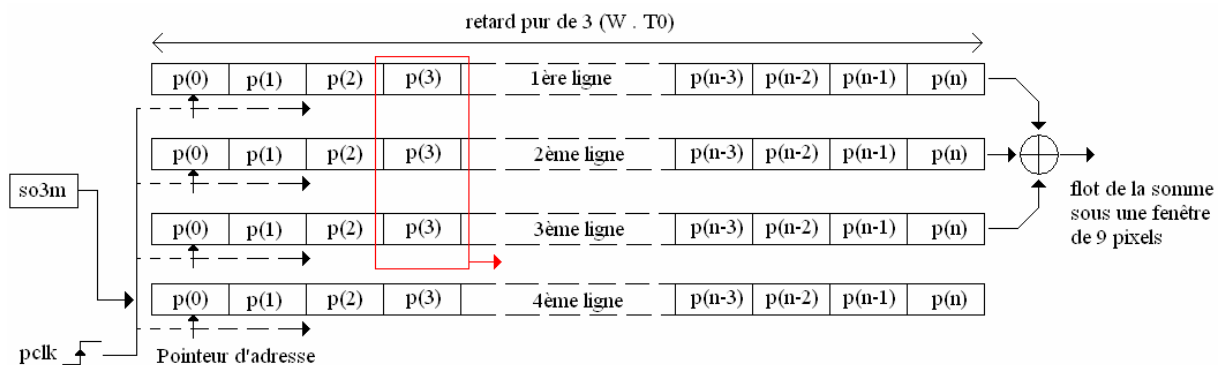 retard pur de 3 (W . T0)
p(0) p(1) p(2) p(3) 1ère ligne p(n-3) p(n-2) p(n-1) p(n)
p(0) p(1) p(2) p(3) 2ème ligne p(n-3) p(n-2) p(n-1) p(n)
so3m
flot de la somme
sous une fenêtre
de 9 pixels
p(0) p(1) p(2) p(3) 3ème ligne p(n-3) p(n-2) p(n-1) p(n)
p(0) p(1) p(2) p(3) 4ème ligne p(n-3) p(n-2) p(n-1) p(n)
pclk
Pointeur d'adresse